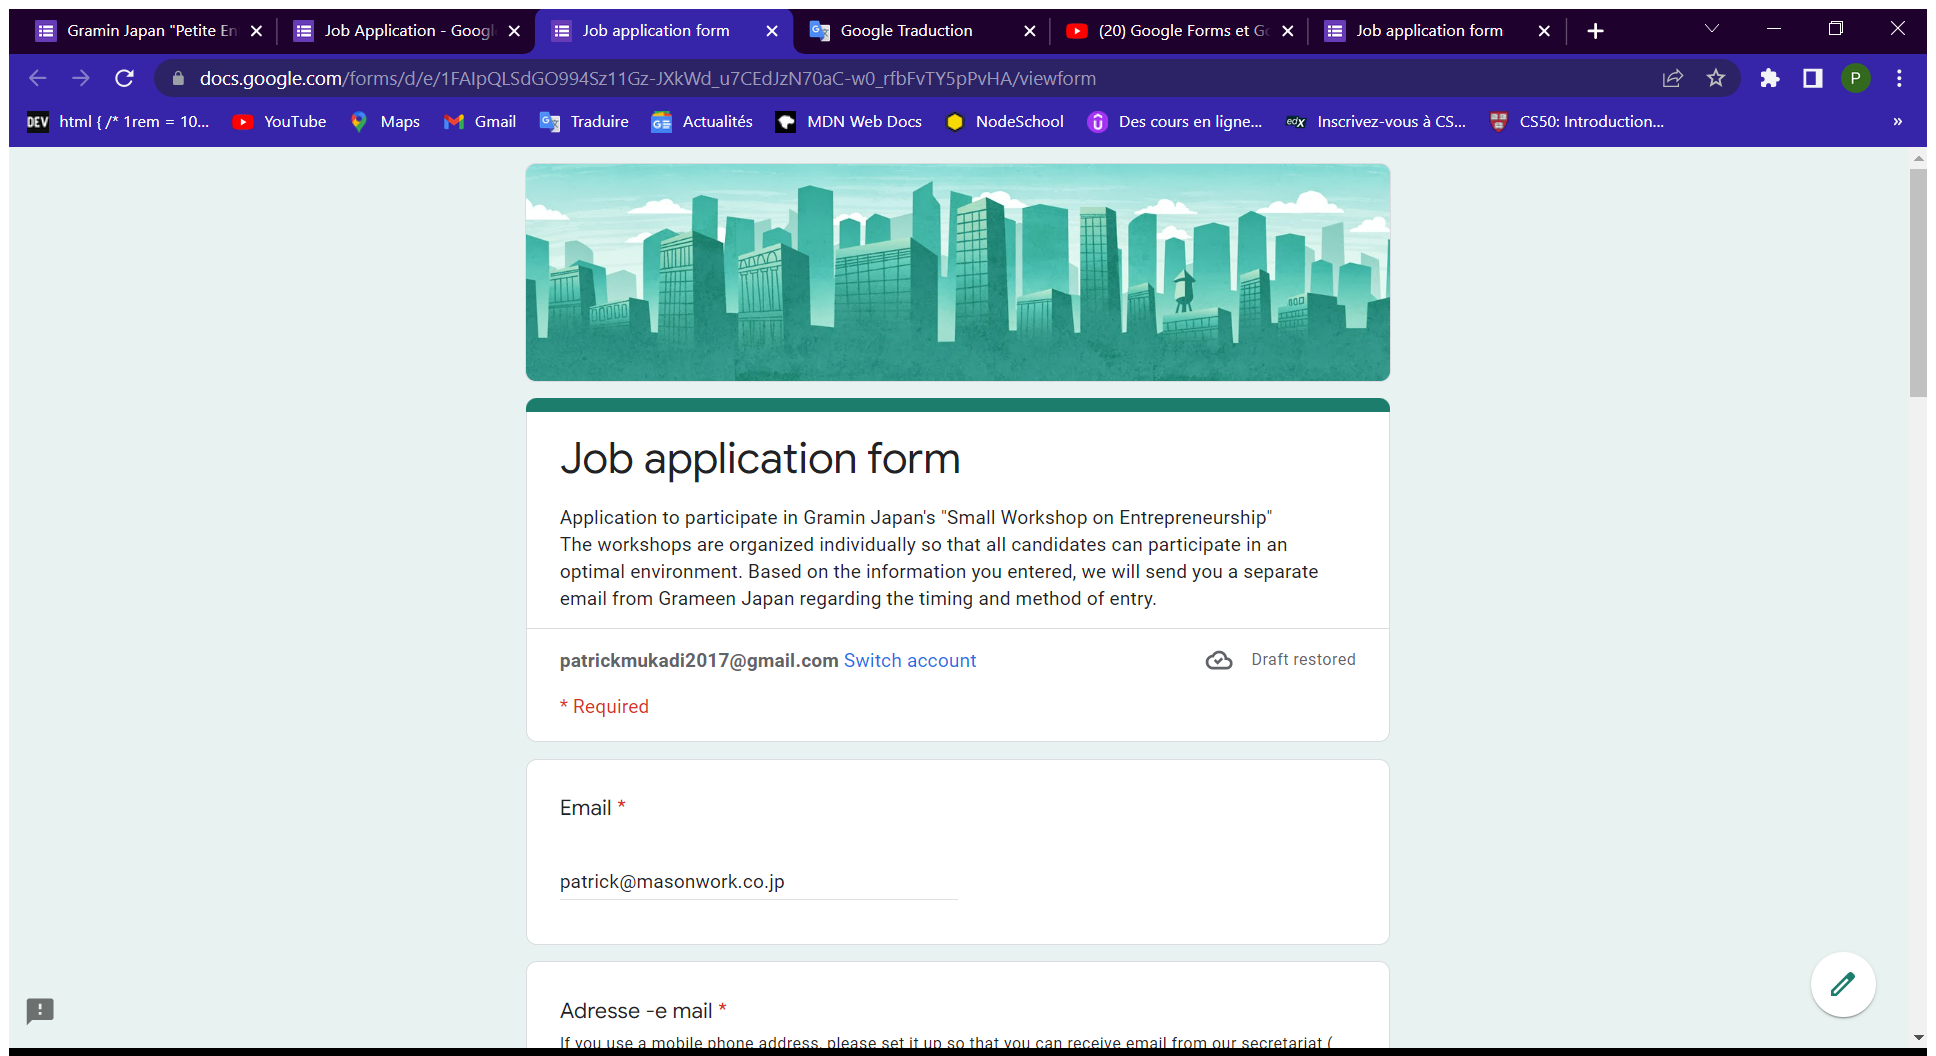 Gramin Japan "Petite En
Job Application - Googl
Job application form
Google Traduction
(20) Google Forms et Go
Job application form
docs.google.com/forms/d/e/1FAIpQLSdGO994Sz11Gz-JXkWd_u7CEdJzN70aC-w0_rfbFvTY5pPvHA/viewform
P
DEV html { /* 1rem = 10...
YouTube
Maps
Gmail
Traduire
GE Actualités
MDN Web Docs
NodeSchool
Des cours en ligne...
edX Inscrivez-vous à CS...
CS50: Introduction...
»
Job application form
Application to participate in Gramin Japan's "Small Workshop on Entrepreneurship"
The workshops are organized individually so that all candidates can participate in an
optimal environment. Based on the information you entered, we will send you a separate
email from Grameen Japan regarding the timing and method of entry.
patrickmukadi2017@gmail.com Switch account
Draft restored
* Required
Email *
patrick@masonwork.co.jp
Adresse -e mail *
If you use a mobile phone address, please set it up so that you can receive email from our secretariat (